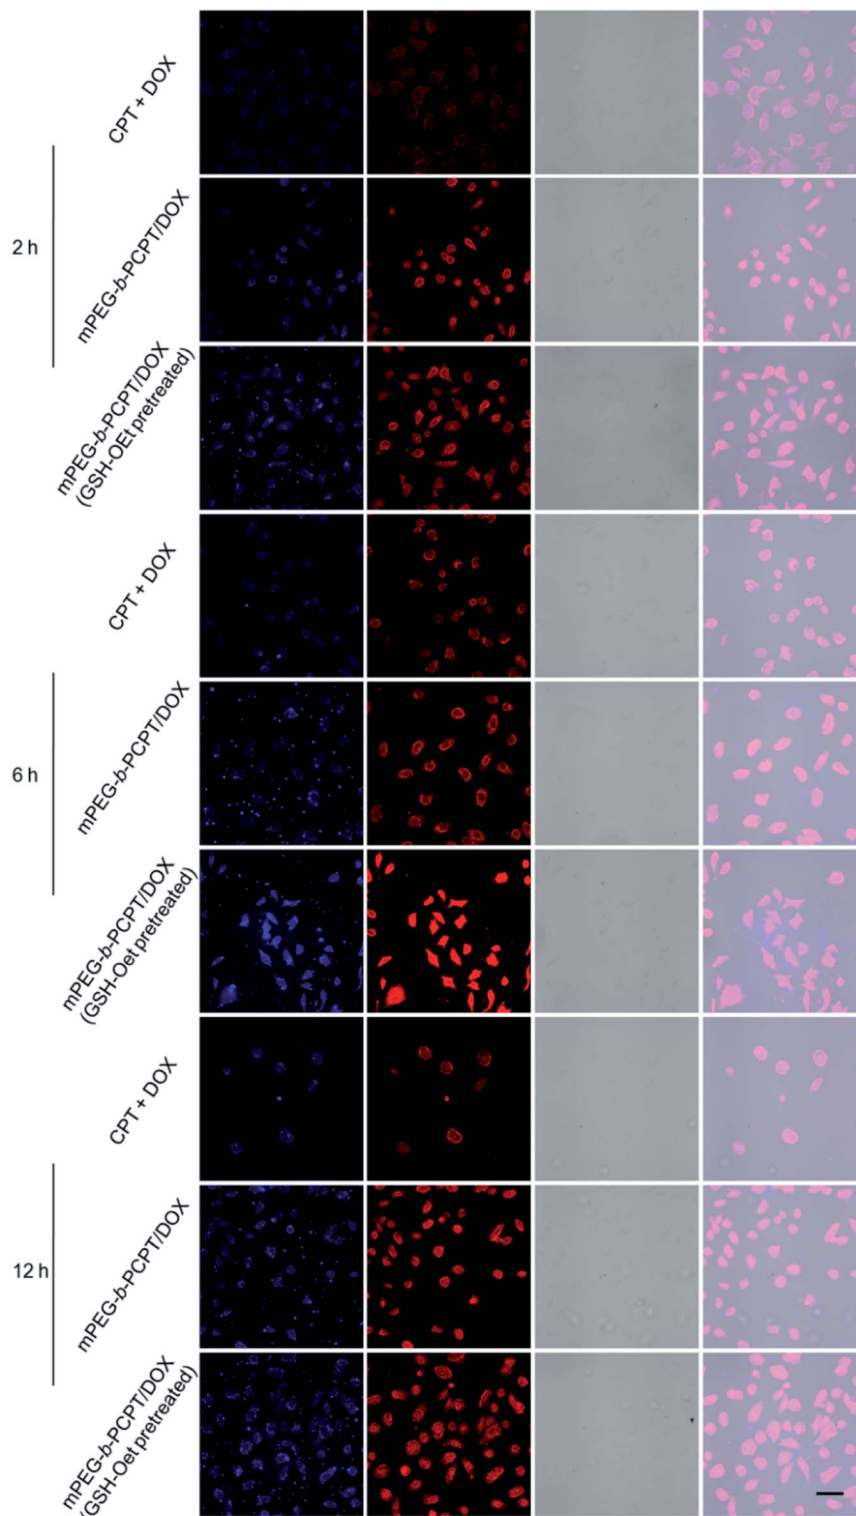 2 h
CPT + DOX
mPEG-b-PCPT/DOX
mPEG-b-PCPT/DOX
(GSH-OEt pretreated)
6 h
CPT + DOX
mPEG-b-PCPT/DOX
mPEG-b-PCPT/DOX
(GSH-Oet pretreated)
12 h
CPT + DOX
mPEG-b-PCPT/DOX
mPEG-b-PCPT/DOX
(GSH-Oet pretreated)